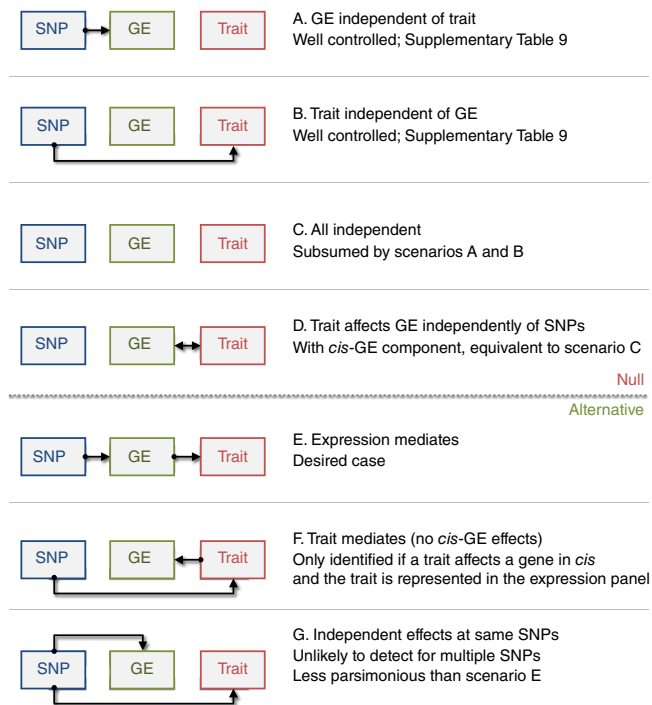 SNP GE Trait A. GE independent of trait
Well controlled; Supplementary Table 9
SNP GE Trait B. Trait independent of GE
Well controlled; Supplementary Table 9
SNP GE Trait C. All independent
Subsumed by scenarios A and B
SNP GE Trait D. Trait affects GE independently of SNPs
With cis-GE component, equivalent to scenario C
Null
Alternative
SNP GE Trait E. Expression mediates
Desired case
SNP GE Trait F. Trait mediates (no cis-GE effects)
Only identified if a trait affects a gene in cis
and the trait is represented in the expression panel
SNP GE Trait G. Independent effects at same SNPs
Unlikely to detect for multiple SNPs
Less parsimonious than scenario E